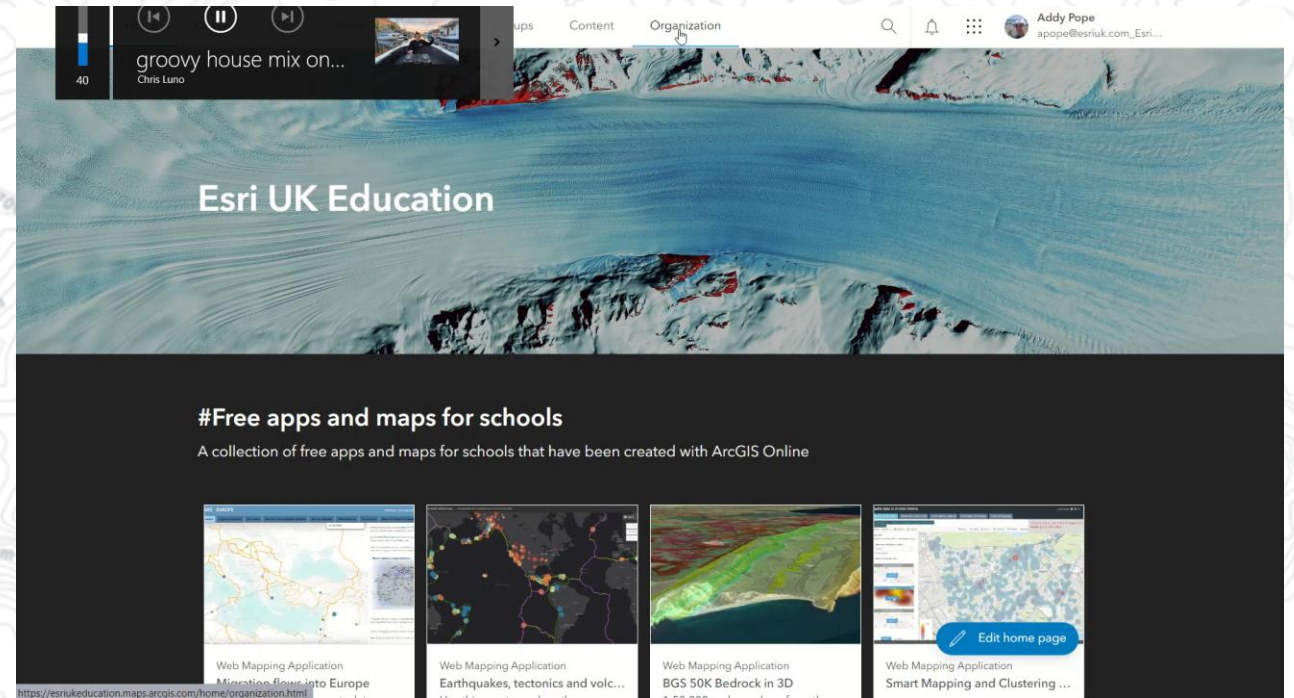 40
groovy house mix on...
Chris Luno
ups
Content
Organization
Addy Pope
apope@esriuk.com_Esri...
Esri UK Education
#Free apps and maps for schools
A collection of free apps and maps for schools that have been created with ArcGIS Online
Edit home page
Web Mapping Application
Migration flows into Europe
Web Mapping Application
Earthquakes, tectonics and volc...
Web Mapping Application
BGS 50K Bedrock in 3D
Web Mapping Application
Smart Mapping and Clustering ...
https://esriukeducation.maps.arcgis.com/home/organization.html